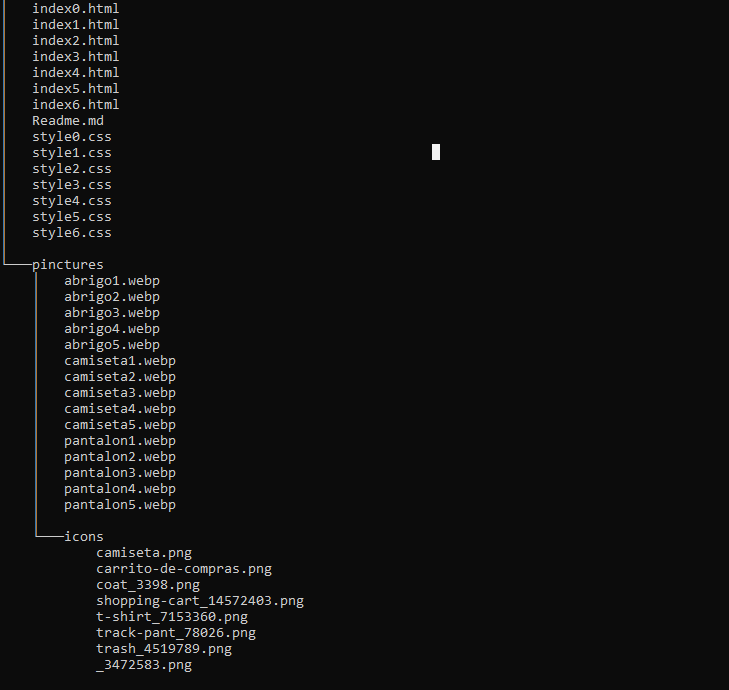 index0.html
index1.html
index2.html
index3.html
index4.html
index5.html
index6.html
Readme.md
style0.css
style1.css
style2.css
style3.css
style4.css
style5.css
style6.css
pinctures
abrigo1.webp
abrigo2.webp
abrigo3.webp
abrigo4.webp
abrigo5.webp
camiseta1.webp
camiseta2.webp
camiseta3.webp
camiseta4.webp
camiseta5.webp
pantalon1.webp
pantalon2.webp
pantalon3.webp
pantalon4.webp
pantalon5.webp
icons
camiseta.png
carrito-de-compras.png
coat_3398.png
shopping-cart_14572403.png
t-shirt_7153360.png
track-pant_78026.png
trash_4519789.png
_3472583.png